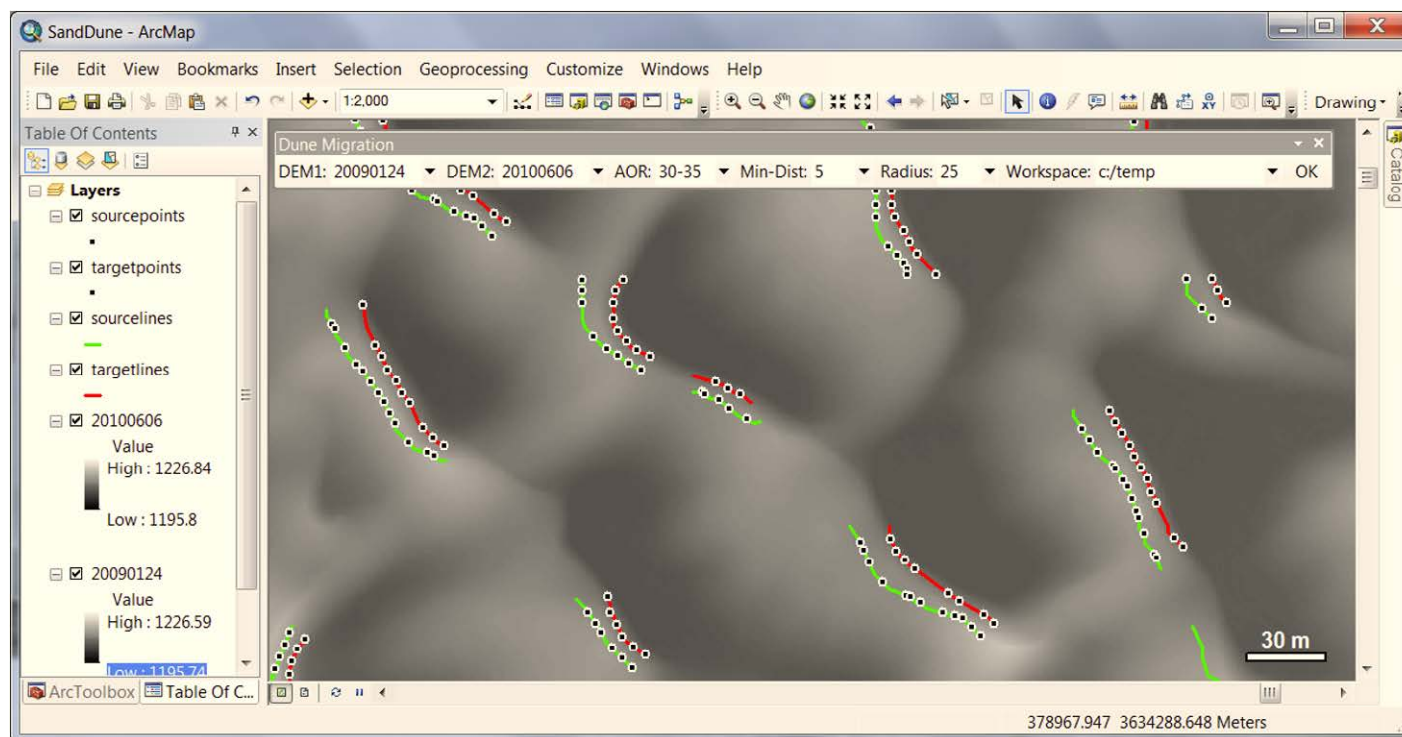 SandDune - ArcMap
File Edit View Bookmarks Insert Selection Geoprocessing Customize Windows Help
1:2,000
Drawing
Table Of Contents
Layers
sourcepoints
targetpoints
sourcelines
targetlines
20100606
Value
High : 1226.84
Low : 1195.8
20090124
Value
High : 1226.59
Low : 1195.74
ArcToolbox Table Of C...
Dune Migration
DEM1: 20090124 DEM2: 20100606 AOR: 30-35 Min-Dist: 5 Radius: 25 Workspace: c:/temp OK
Catalog
30 m
378967.947 3634288.648 Meters